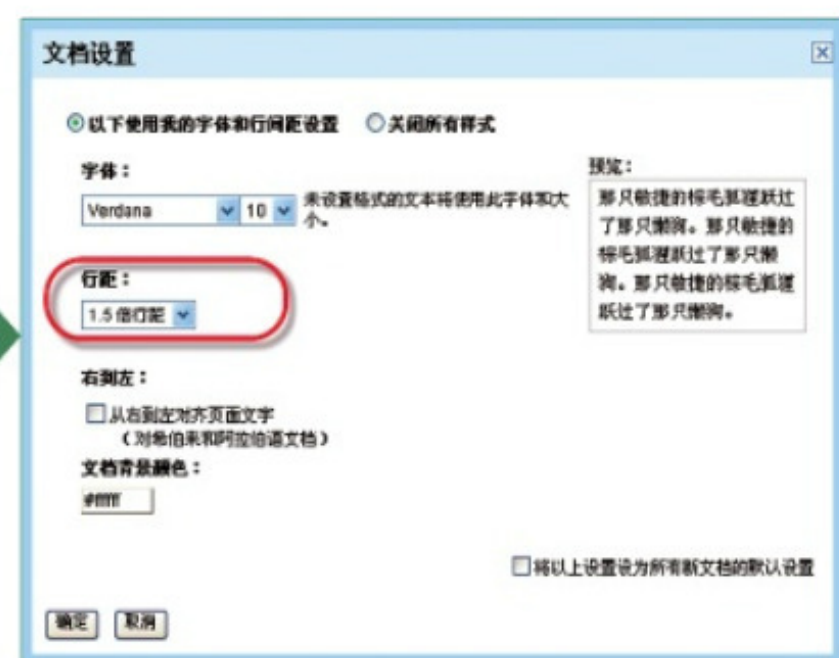 文档设置
以下使用我的字体和行间距设置 关闭所有样式
字体：
Verdana 10 未设置格式的文本将使用此字体和大
小。
预览：
那只敏捷的棕毛狐狸跃过
了那只懒狗。那只敏捷的
棕毛狐狸跃过了那只懒
狗。那只敏捷的棕毛狐狸
跃过了那只懒狗。
行距：
1.5 倍行距
右到左：
从右到左对齐页面文字
（对希伯来和阿拉伯语文档）
文档背景颜色：
#ffffff
将以上设置设为所有新文档的默认设置
确定 取消